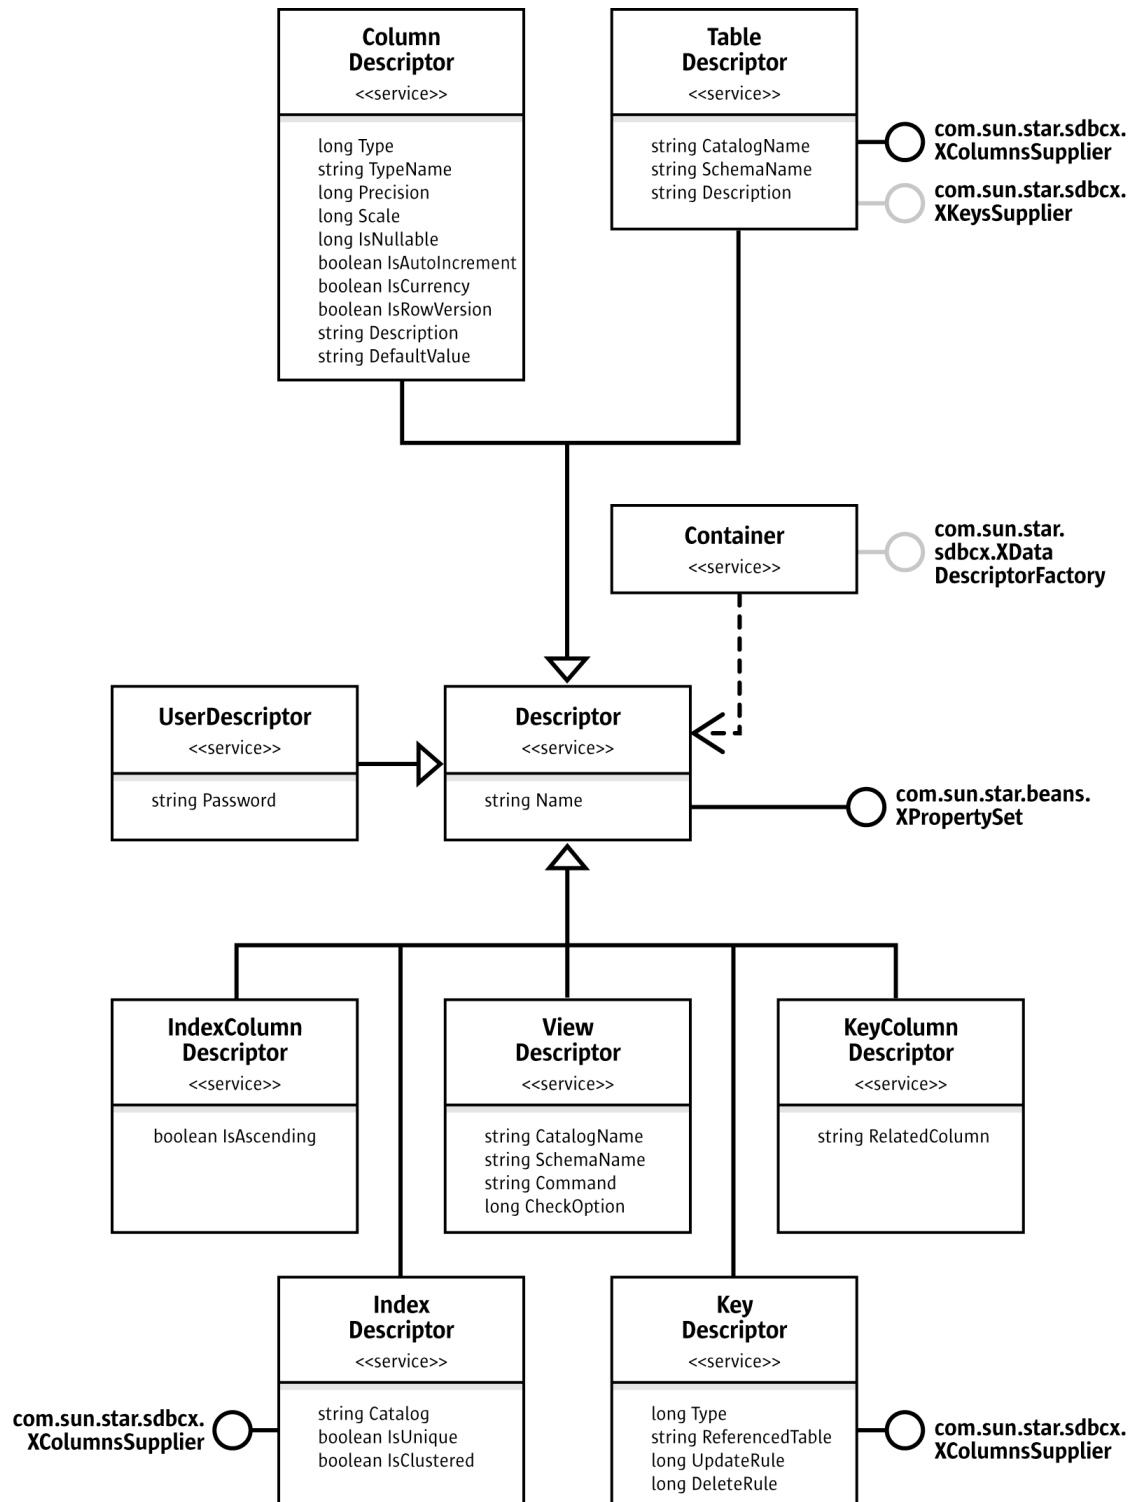 Column
Descriptor
<<service>>
long Type
string TypeName
long Precision
long Scale
long IsNullable
boolean IsAutoIncrement
boolean IsCurrency
boolean IsRowVersion
string Description
string DefaultValue
Table
Descriptor
<<service>>
string CatalogName
string SchemaName
string Description
com.sun.star.sdbcx.
XColumnsSupplier
com.sun.star.sdbcx.
XKeysSupplier
Container
<<service>>
com.sun.star.
sdbcx.XData
DescriptorFactory
UserDescriptor
<<service>>
string Password
Descriptor
<<service>>
string Name
com.sun.star.beans.
XPropertySet
IndexColumn
Descriptor
<<service>>
boolean IsAscending
View
Descriptor
<<service>>
string CatalogName
string SchemaName
string Command
long CheckOption
KeyColumn
Descriptor
<<service>>
string RelatedColumn
Index
Descriptor
<<service>>
string Catalog
boolean IsUnique
boolean IsClustered
com.sun.star.sdbcx.
XColumnsSupplier
Key
Descriptor
<<service>>
long Type
string ReferencedTable
long UpdateRule
long DeleteRule
com.sun.star.sdbcx.
XColumnsSupplier